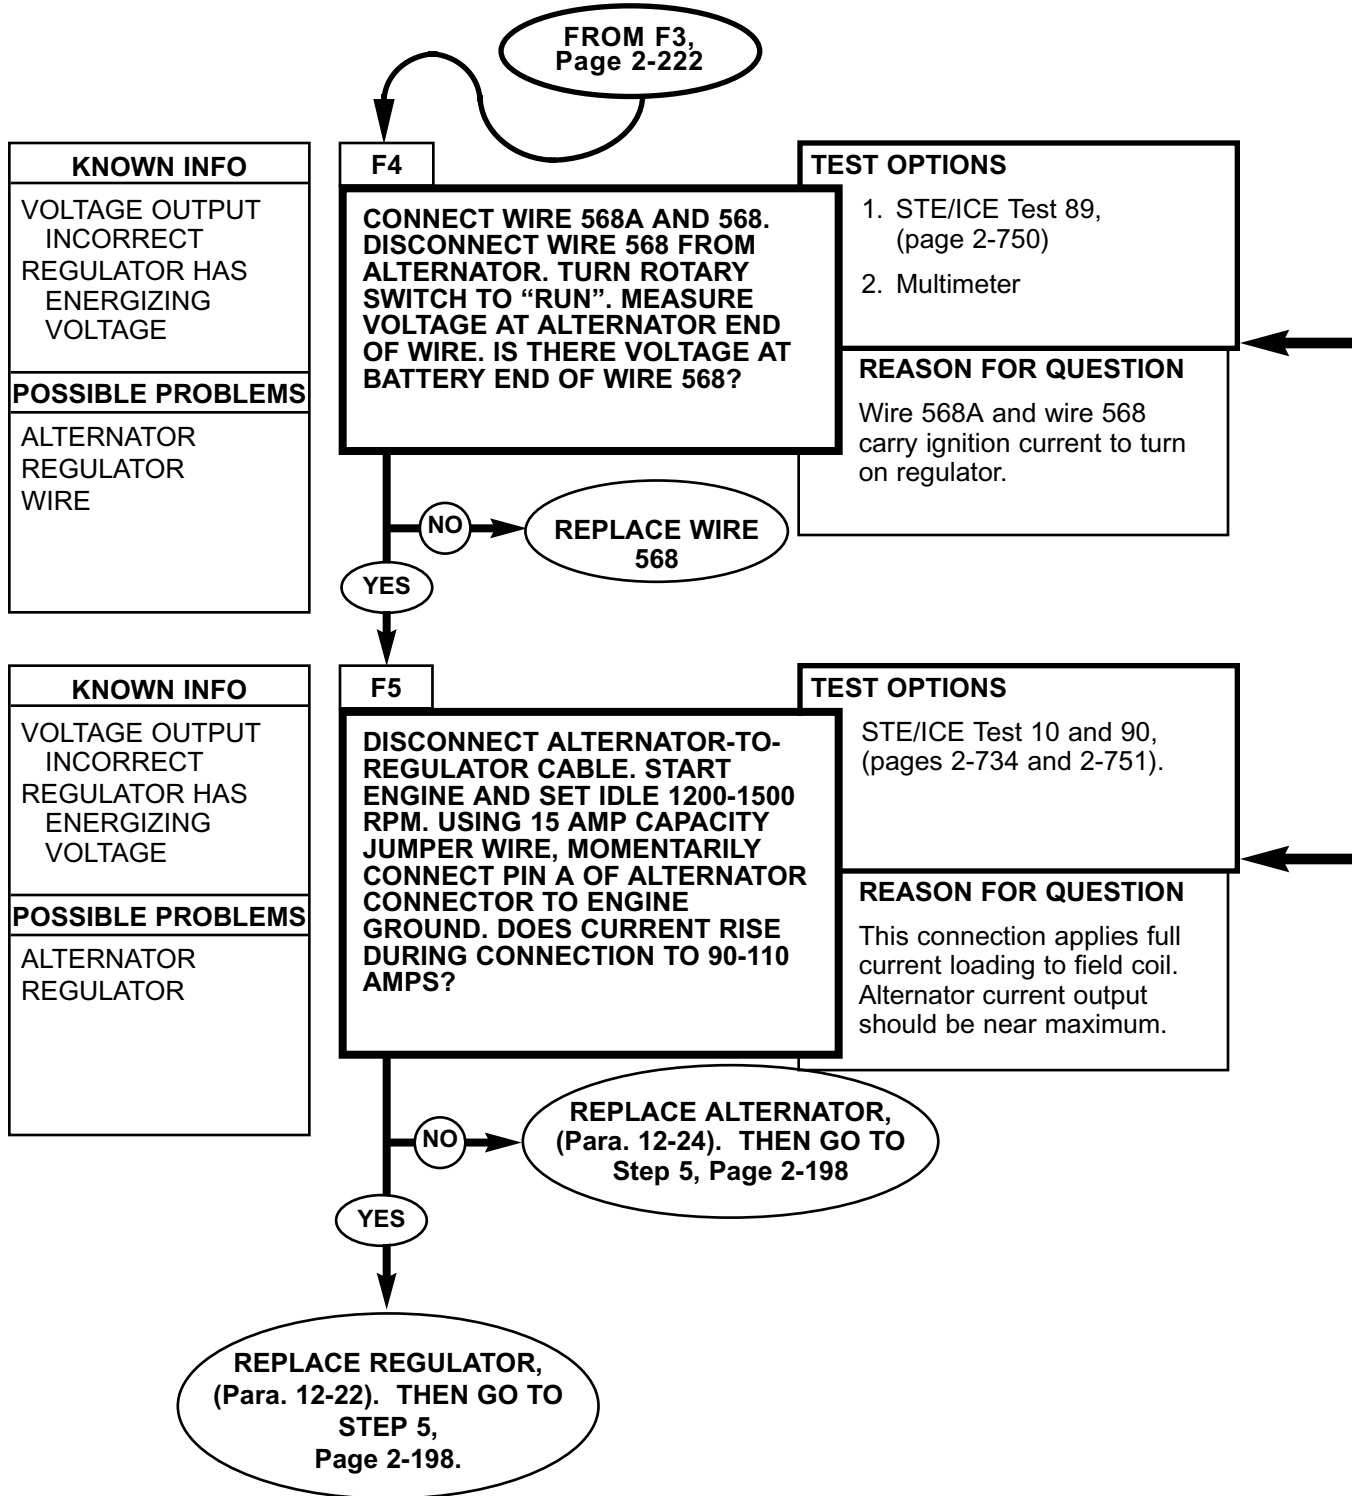 FROM F3,
Page 2-222
KNOWN INFO
VOLTAGE OUTPUT
INCORRECT
REGULATOR HAS
ENERGIZING
VOLTAGE
POSSIBLE PROBLEMS
ALTERNATOR
REGULATOR
WIRE
F4
CONNECT WIRE 568A AND 568.
DISCONNECT WIRE 568 FROM
ALTERNATOR. TURN ROTARY
SWITCH TO “RUN”. MEASURE
VOLTAGE AT ALTERNATOR END
OF WIRE. IS THERE VOLTAGE AT
BATTERY END OF WIRE 568?
TEST OPTIONS
1. STE/ICE Test 89,
(page 2-750)
2. Multimeter
REASON FOR QUESTION
Wire 568A and wire 568
carry ignition current to turn
on regulator.
NO
REPLACE WIRE
568
YES
KNOWN INFO
VOLTAGE OUTPUT
INCORRECT
REGULATOR HAS
ENERGIZING
VOLTAGE
POSSIBLE PROBLEMS
ALTERNATOR
REGULATOR
F5
DISCONNECT ALTERNATOR-TO-
REGULATOR CABLE. START
ENGINE AND SET IDLE 1200-1500
RPM. USING 15 AMP CAPACITY
JUMPER WIRE, MOMENTARILY
CONNECT PIN A OF ALTERNATOR
CONNECTOR TO ENGINE
GROUND. DOES CURRENT RISE
DURING CONNECTION TO 90-110
AMPS?
TEST OPTIONS
STE/ICE Test 10 and 90,
(pages 2-734 and 2-751).
REASON FOR QUESTION
This connection applies full
current loading to field coil.
Alternator current output
should be near maximum.
NO
REPLACE ALTERNATOR,
(Para. 12-24). THEN GO TO
Step 5, Page 2-198
YES
REPLACE REGULATOR,
(Para. 12-22). THEN GO TO
STEP 5,
Page 2-198.